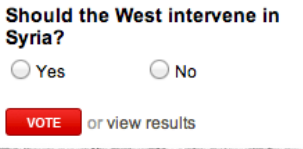 Should the West intervene in
Syria?
Yes No
VOTE or view results